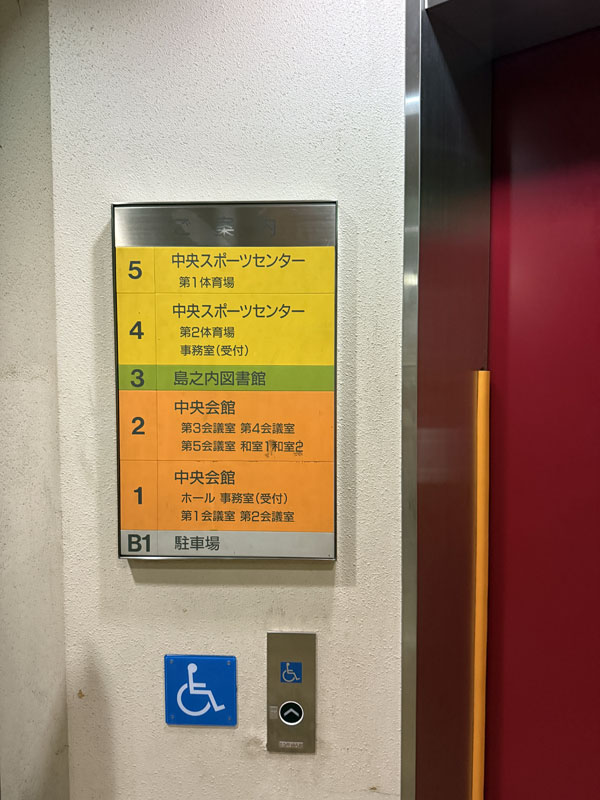 ご案内
5 中央スポーツセンター
第1体育場
4 中央スポーツセンター
第2体育場
事務室(受付)
3 島之内図書館
2 中央会館
第3会議室 第4会議室
第5会議室 和室1和室2
1 中央会館
ホール 事務室(受付)
第1会議室 第2会議室
B1 駐車場